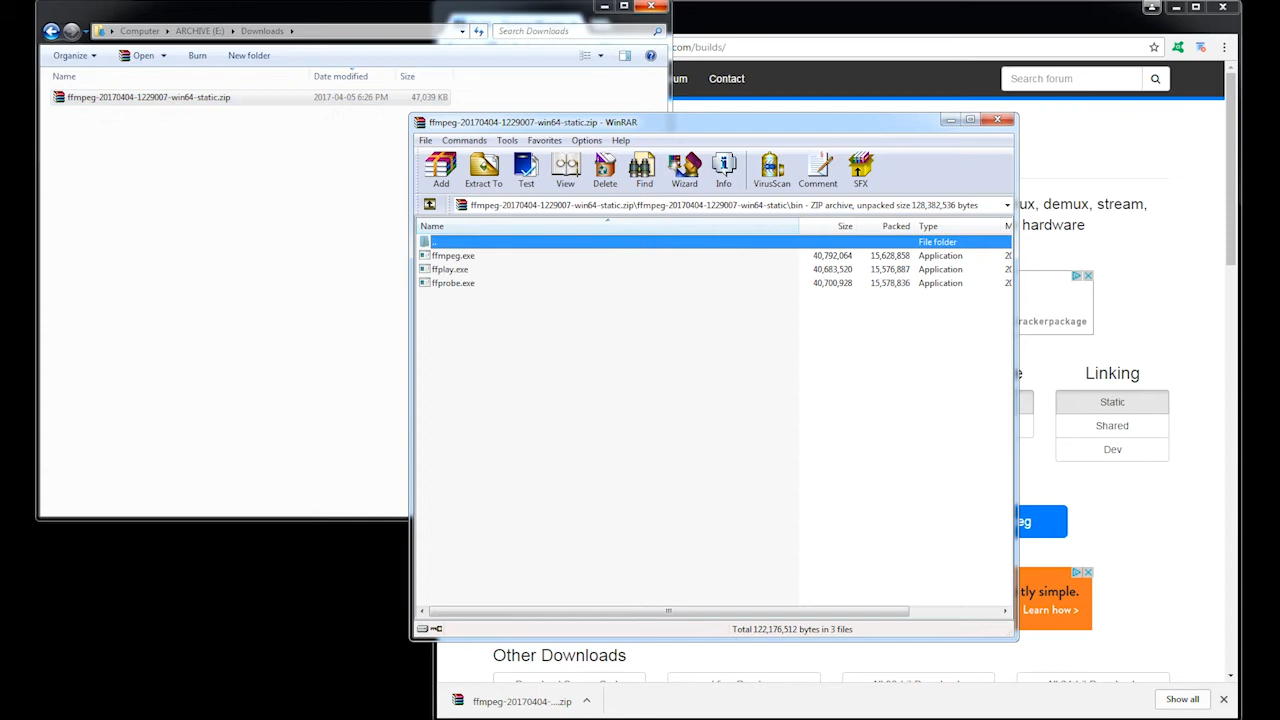 Computer ▸ ARCHIVE (E:) ▸ Downloads ▸
Search Downloads
Organize ▾ Open ▾ Burn New folder
Name Date modified Size
ffmpeg-20170404-1229007-win64-static.zip 2017-04-05 6:26 PM 47,039 KB
com/builds/
um Contact
Search forum
ffmpeg-20170404-1229007-win64-static.zip - WinRAR
File Commands Tools Favorites Options Help
Add Extract To Test View Delete Find Wizard Info VirusScan Comment SFX
ffmpeg-20170404-1229007-win64-static.zip\ffmpeg-20170404-1229007-win64-static\bin - ZIP archive, unpacked size 128,382,536 bytes
Name Size Packed Type M
.. File folder
ffmpeg.exe 40,792,064 15,628,858 Application 20
ffplay.exe 40,683,520 15,576,887 Application 20
ffprobe.exe 40,700,928 15,578,836 Application 20
Total 122,176,512 bytes in 3 files
ux, demux, stream,
hardware
rackerpackage
e Linking
Static
Shared
Dev
eg
tly simple.
Learn how >
Other Downloads
ffmpeg-20170404-....zip
Show all